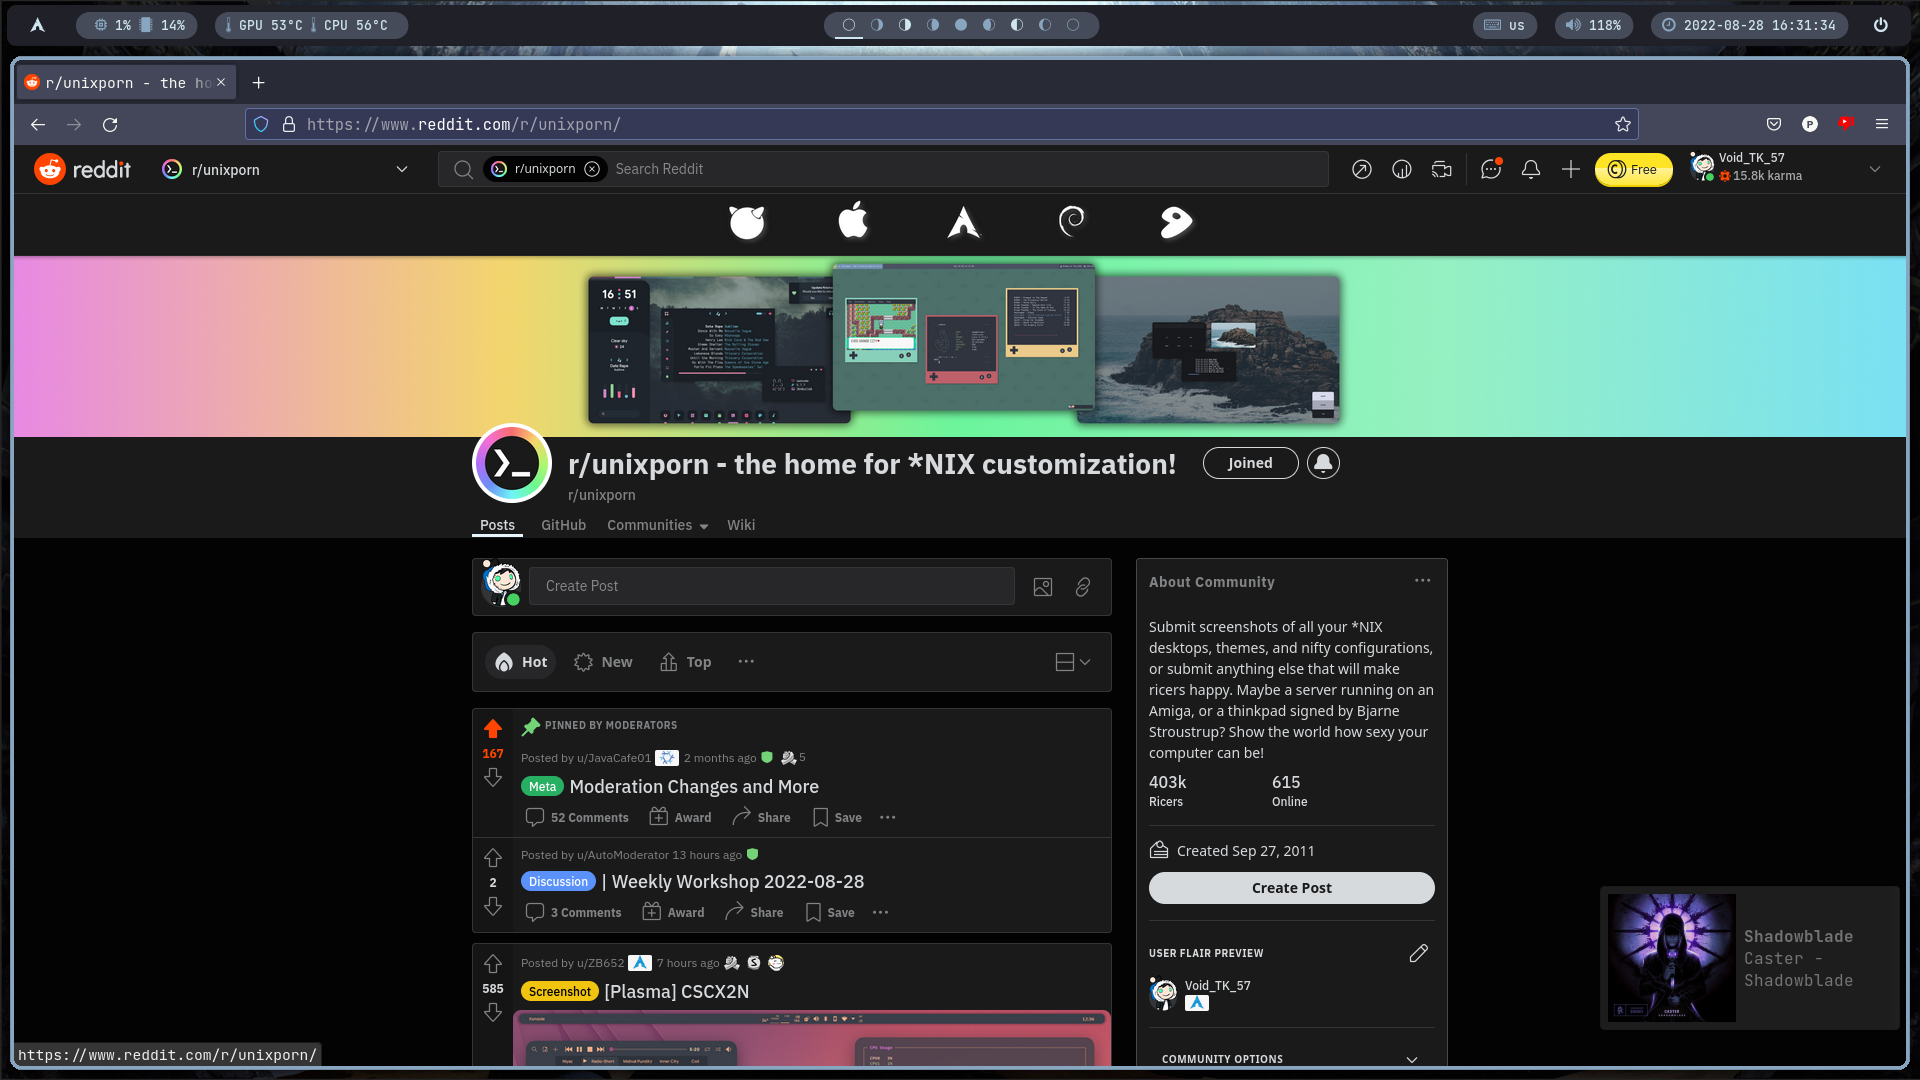 1% 14% GPU 53°C CPU 56°C us 118% 2022-08-28 16:31:34
r/unixporn - the ho
https://www.reddit.com/r/unixporn/
reddit r/unixporn r/unixporn Search Reddit Free Void_TK_57
15.8k karma
16:51
Clear sky
Date Rape
r/unixporn - the home for *NIX customization! Joined
r/unixporn
Posts GitHub Communities Wiki
Create Post
Hot New Top
PINNED BY MODERATORS
167
Posted by u/JavaCafe01 2 months ago 5
Meta Moderation Changes and More
52 Comments Award Share Save
Posted by u/AutoModerator 13 hours ago
2
Discussion | Weekly Workshop 2022-08-28
3 Comments Award Share Save
Posted by u/ZB652 7 hours ago
585
Screenshot [Plasma] CSCX2N
About Community
Submit screenshots of all your *NIX
desktops, themes, and nifty configurations,
or submit anything else that will make
ricers happy. Maybe a server running on an
Amiga, or a thinkpad signed by Bjarne
Stroustrup? Show the world how sexy your
computer can be!
403k 615
Ricers Online
Created Sep 27, 2011
Create Post
USER FLAIR PREVIEW
Void_TK_57
COMMUNITY OPTIONS
Shadowblade
Caster -
Shadowblade
https://www.reddit.com/r/unixporn/